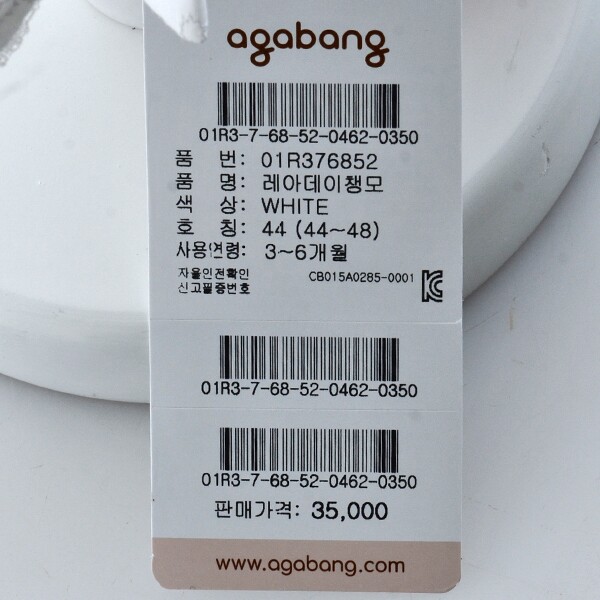 agabang
01R3-7-68-52-0462-0350
품 번: 01R376852
품 명: 레아데이챙모
색 상: WHITE
호 칭: 44 (44~48)
사용연령: 3~6개월
자율안전확인
신고필증번호 CB015A0285-0001
01R3-7-68-52-0462-0350
01R3-7-68-52-0462-0350
판매가격: 35,000
www.agabang.com